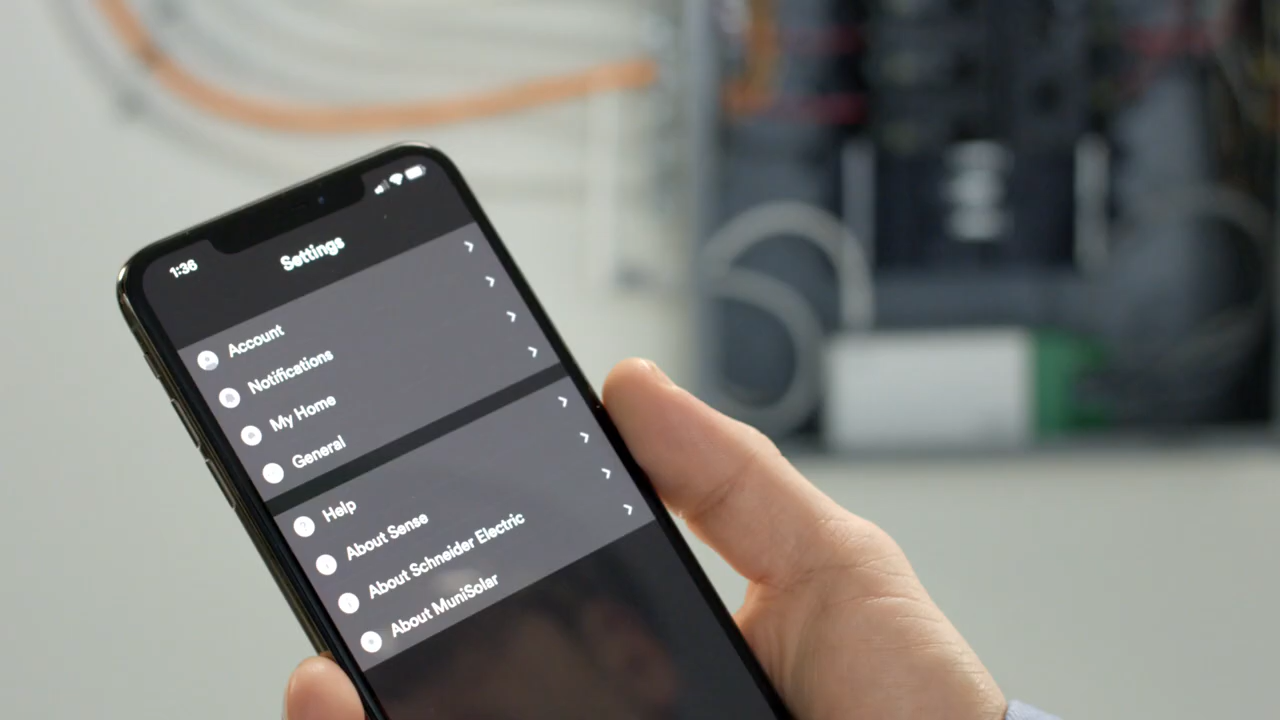 1:36
Settings
Account
Notifications
My Home
General
Help
About Sense
About Schneider Electric
About MuniSolar